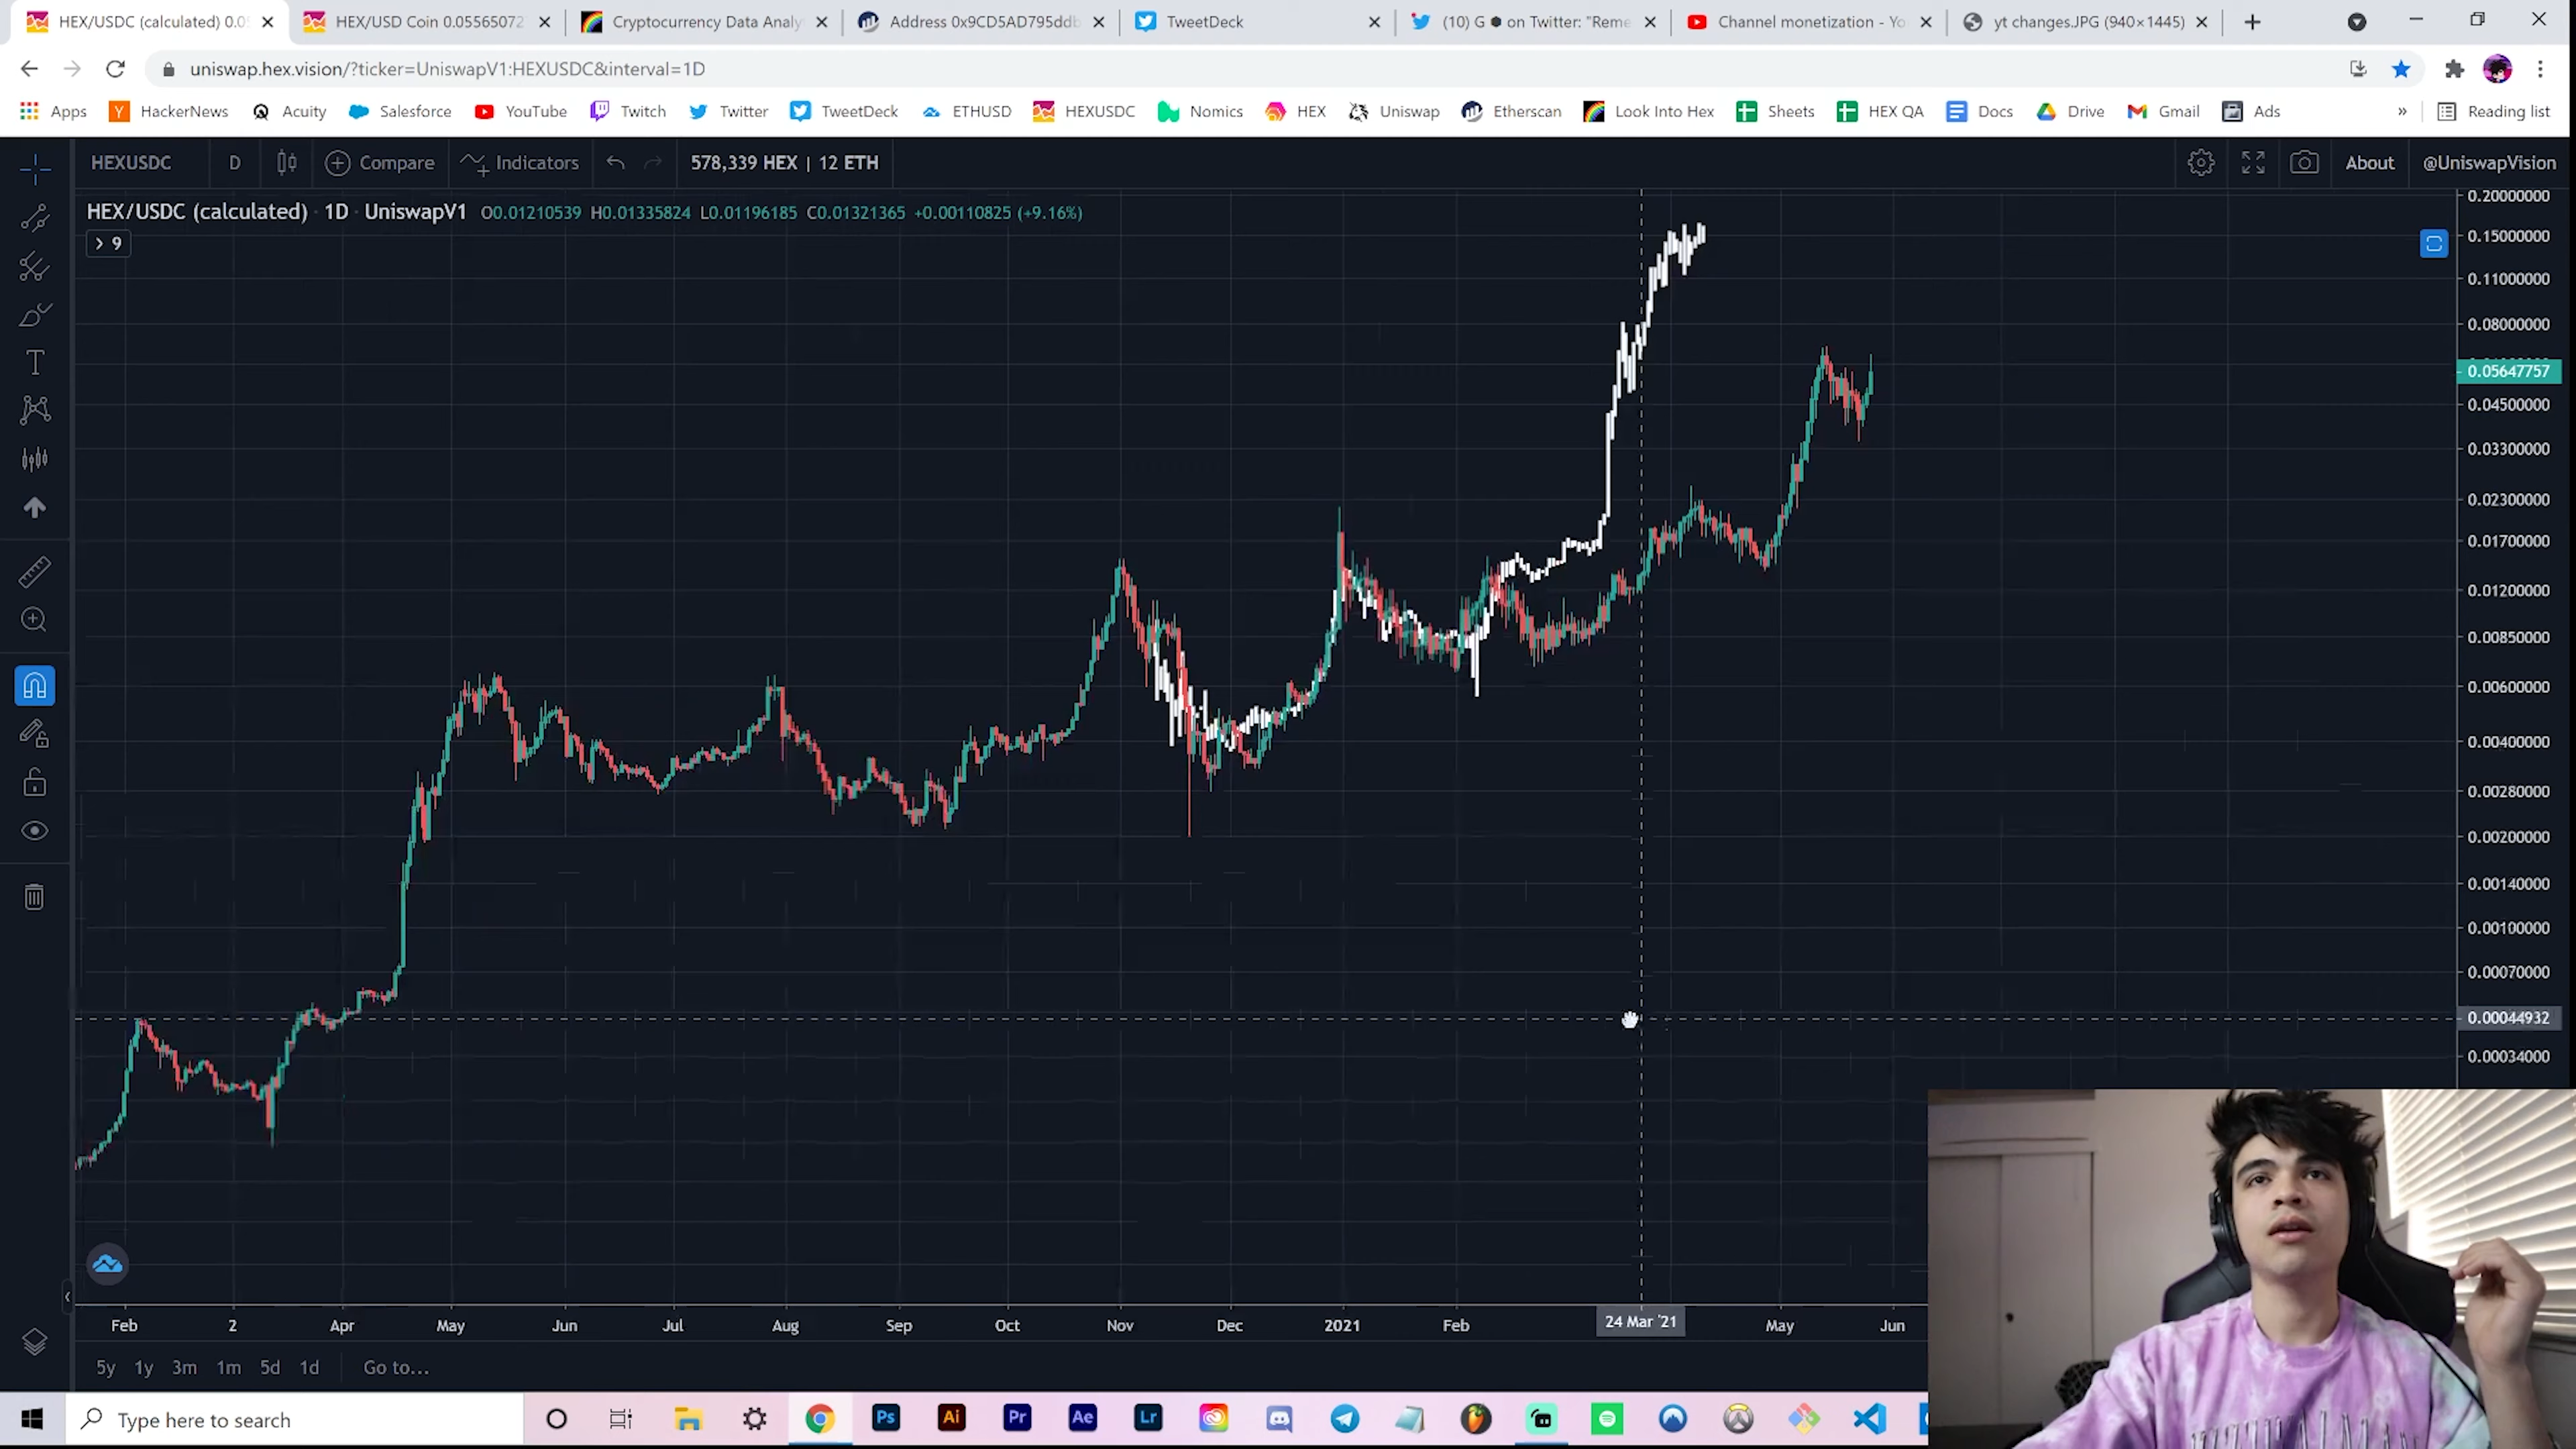 HEX/USDC (calculated) 0.05
HEX/USD Coin 0.05565072
Cryptocurrency Data Analy
Address 0x9CD5AD795ddb
TweetDeck
(10) G ⬢ on Twitter: "Reme
Channel monetization - Yo
yt changes.JPG (940×1445)
uniswap.hex.vision/?ticker=UniswapV1:HEXUSDC&interval=1D
Apps HackerNews Acuity Salesforce YouTube Twitch Twitter TweetDeck ETHUSD HEXUSDC Nomics HEX Uniswap Etherscan Look Into Hex Sheets HEX QA Docs Drive Gmail Ads » Reading list
HEXUSDC D Compare Indicators 578,339 HEX | 12 ETH About @UniswapVision
HEX/USDC (calculated) · 1D · UniswapV1 O0.01210539 H0.01335824 L0.01196185 C0.01321365 +0.00110825 (+9.16%)
9
0.20000000
0.15000000
0.11000000
0.08000000
0.05647757
0.04500000
0.03300000
0.02300000
0.01700000
0.01200000
0.00850000
0.00600000
0.00400000
0.00280000
0.00200000
0.00140000
0.00100000
0.00070000
0.00044932
0.00034000
Feb 2 Apr May Jun Jul Aug Sep Oct Nov Dec 2021 Feb 24 Mar '21 May Jun
5y 1y 3m 1m 5d 1d Go to...
Type here to search
Ps Ai Pr Ae Lr